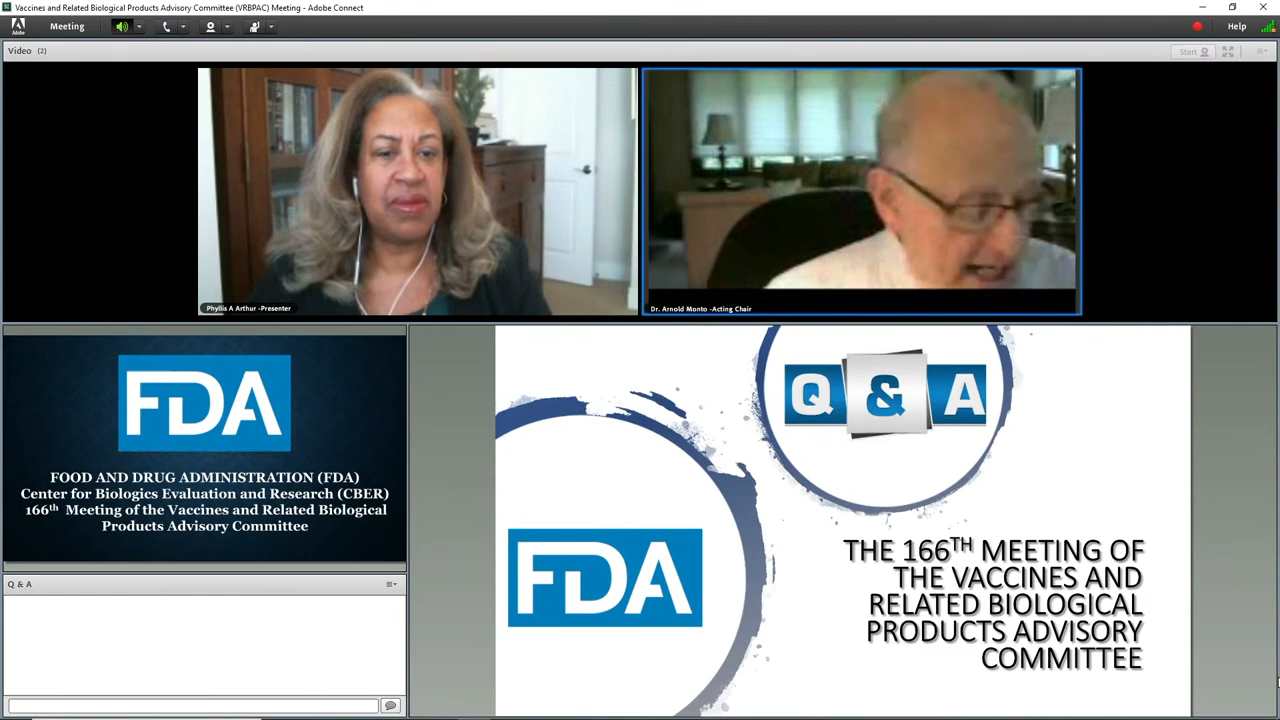 Vaccines and Related Biological Products Advisory Committee (VRBPAC) Meeting - Adobe Connect
Meeting
Help
Adobe
Video (2)
Start
Phyllis A Arthur -Presenter
Dr. Arnold Monto -Acting Chair
FDA
FOOD AND DRUG ADMINISTRATION (FDA)
Center for Biologics Evaluation and Research (CBER)
166th Meeting of the Vaccines and Related Biological
Products Advisory Committee
Q & A
Q & A
FDA
THE 166TH MEETING OF
THE VACCINES AND
RELATED BIOLOGICAL
PRODUCTS ADVISORY
COMMITTEE